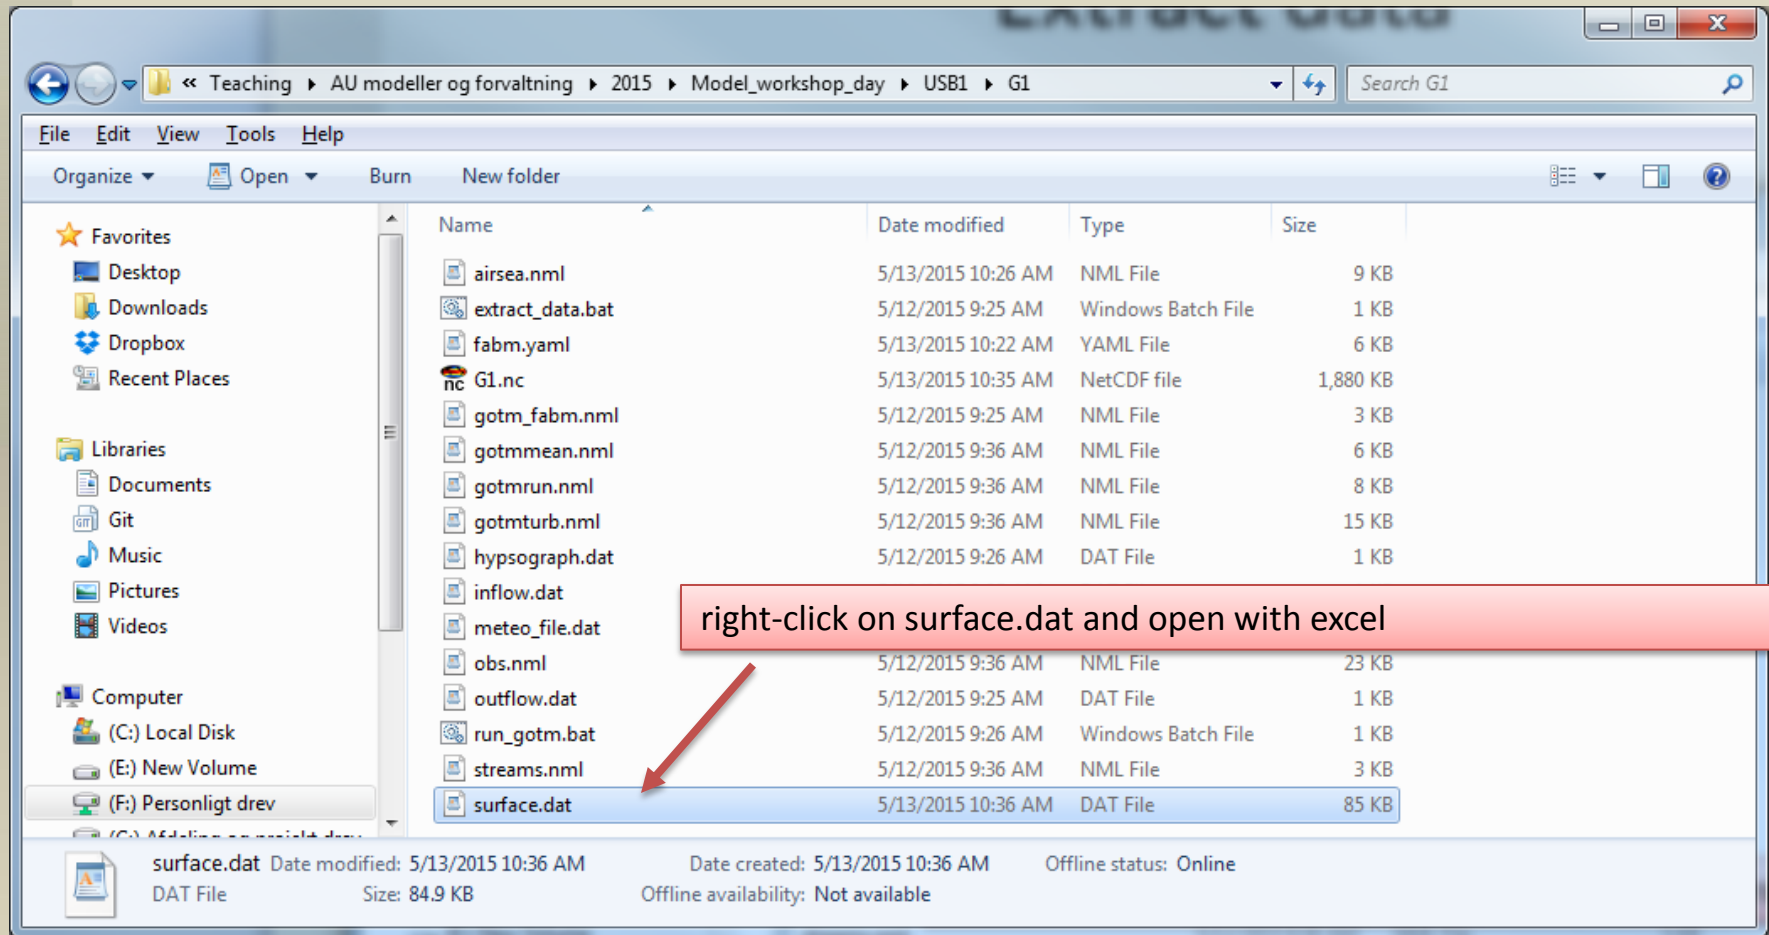 Extract data
« Teaching ▸ AU modeller og forvaltning ▸ 2015 ▸ Model_workshop_day ▸ USB1 ▸ G1
Search G1
File Edit View Tools Help
Organize Open Burn New folder
Name Date modified Type Size
Favorites
Desktop
Downloads
Dropbox
Recent Places
Libraries
Documents
Git
Music
Pictures
Videos
Computer
(C:) Local Disk
(E:) New Volume
(F:) Personligt drev
(G:) Afdeling og projekt drev
airsea.nml 5/13/2015 10:26 AM NML File 9 KB
extract_data.bat 5/12/2015 9:25 AM Windows Batch File 1 KB
fabm.yaml 5/13/2015 10:22 AM YAML File 6 KB
G1.nc 5/13/2015 10:35 AM NetCDF file 1,880 KB
gotm_fabm.nml 5/12/2015 9:25 AM NML File 3 KB
gotmmean.nml 5/12/2015 9:36 AM NML File 6 KB
gotmrun.nml 5/12/2015 9:36 AM NML File 8 KB
gotmturb.nml 5/12/2015 9:36 AM NML File 15 KB
hypsograph.dat 5/12/2015 9:26 AM DAT File 1 KB
inflow.dat
meteo_file.dat
right-click on surface.dat and open with excel
obs.nml 5/12/2015 9:36 AM NML File 23 KB
outflow.dat 5/12/2015 9:25 AM DAT File 1 KB
run_gotm.bat 5/12/2015 9:26 AM Windows Batch File 1 KB
streams.nml 5/12/2015 9:36 AM NML File 3 KB
surface.dat 5/13/2015 10:36 AM DAT File 85 KB
surface.dat Date modified: 5/13/2015 10:36 AM Date created: 5/13/2015 10:36 AM Offline status: Online
DAT File Size: 84.9 KB Offline availability: Not available